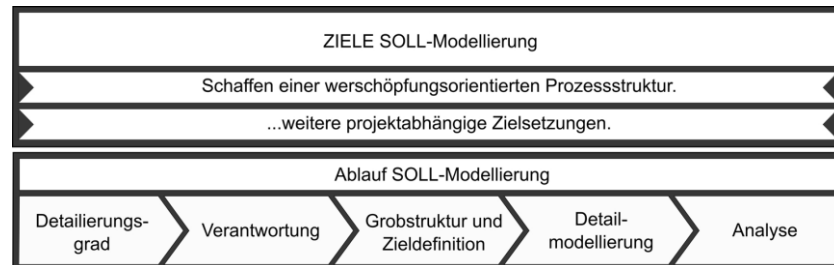 ZIELE SOLL-Modellierung
Schaffen einer werschöpfungsorientierten Prozessstruktur.
...weitere projektabhängige Zielsetzungen.
Ablauf SOLL-Modellierung
Detailierungs-
grad
Verantwortung
Grobstruktur und
Zieldefinition
Detail-
modellierung
Analyse